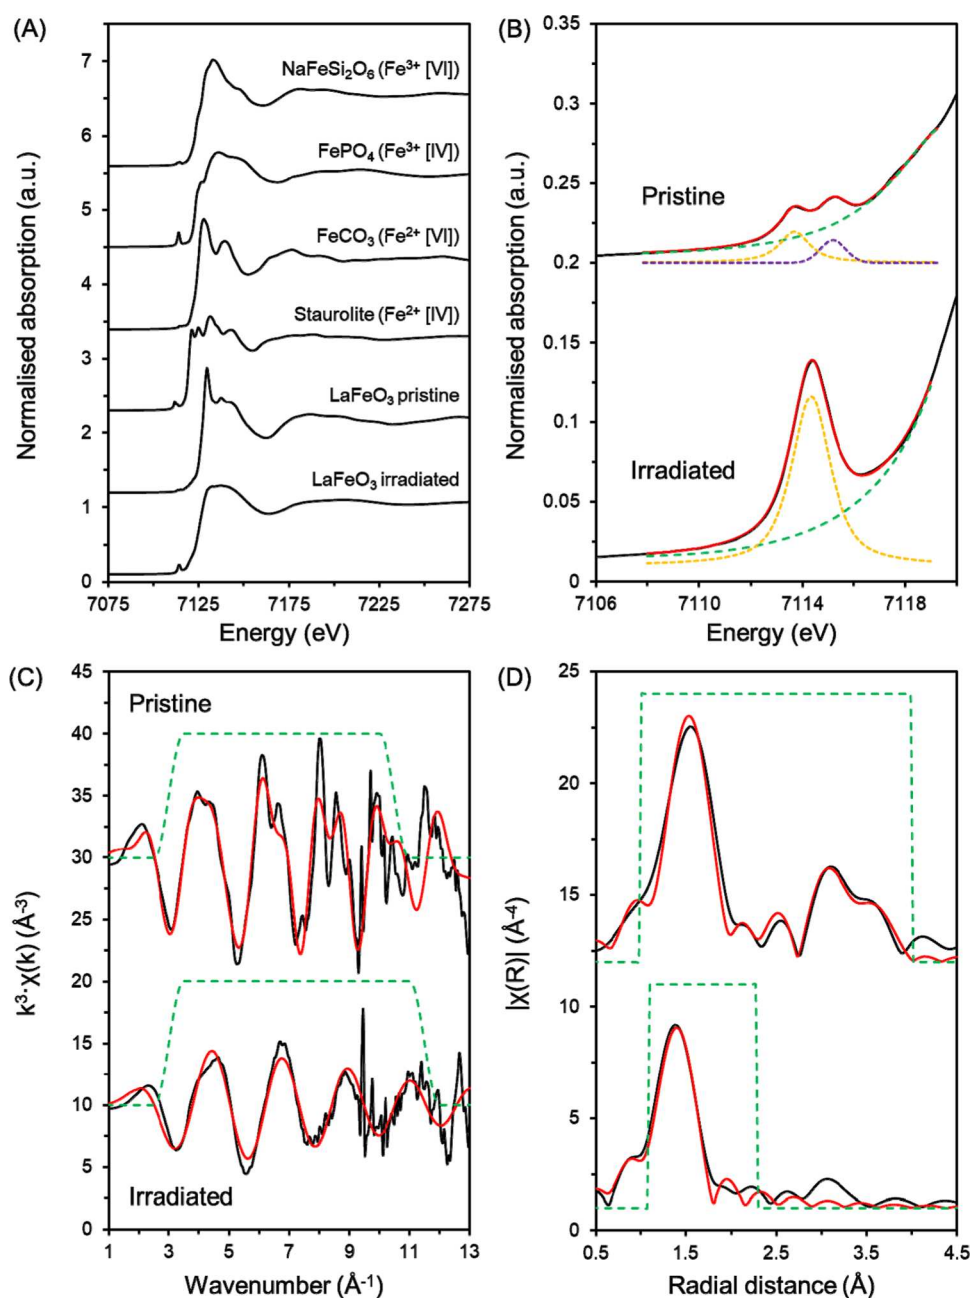 (A)
Normalised absorption (a.u.)
7
6
5
4
3
2
1
0
NaFeSi₂O₆ (Fe³⁺ [VI])
FePO₄ (Fe³⁺ [IV])
FeCO₃ (Fe²⁺ [VI])
Staurolite (Fe²⁺ [IV])
LaFeO₃ pristine
LaFeO₃ irradiated
7075 7125 7175 7225 7275
Energy (eV)
(B)
Normalised absorption (a.u.)
0.35
0.3
0.25
0.2
0.15
0.1
0.05
0
Pristine
Irradiated
7106 7110 7114 7118
Energy (eV)
(C)
k³·χ(k) (Å⁻³)
45
40
35
30
25
20
15
10
5
0
Pristine
Irradiated
1 3 5 7 9 11 13
Wavenumber (Å⁻¹)
(D)
|χ(R)| (Å⁻⁴)
25
20
15
10
5
0
0.5 1.5 2.5 3.5 4.5
Radial distance (Å)